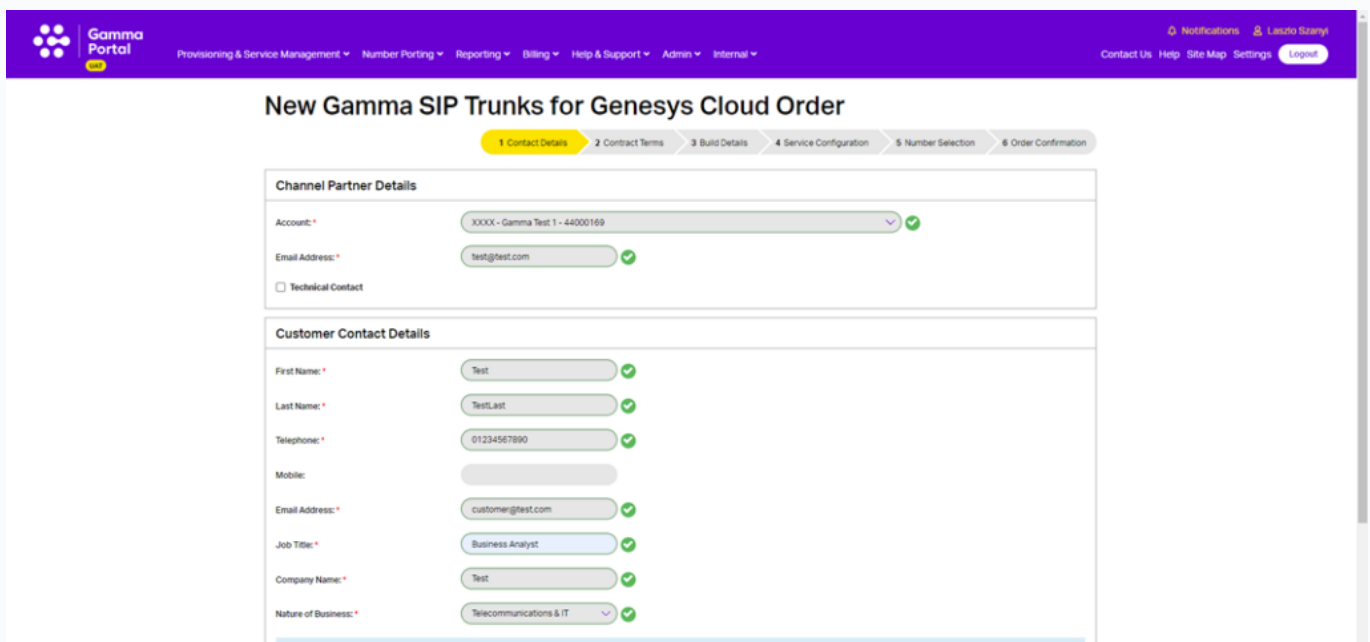 Gamma
Portal
UAT
Notifications Laszlo Szanyi
Provisioning & Service Management Number Porting Reporting Billing Help & Support Admin Internal
Contact Us Help Site Map Settings Logout
New Gamma SIP Trunks for Genesys Cloud Order
1 Contact Details 2 Contract Terms 3 Build Details 4 Service Configuration 5 Number Selection 6 Order Confirmation
Channel Partner Details
Account: * XXXX - Gamma Test 1 - 44000169
Email Address: * test@test.com
Technical Contact
Customer Contact Details
First Name: * Test
Last Name: * TestLast
Telephone: * 01234567890
Mobile:
Email Address: * customer@test.com
Job Title: * Business Analyst
Company Name: * Test
Nature of Business: * Telecommunications & IT